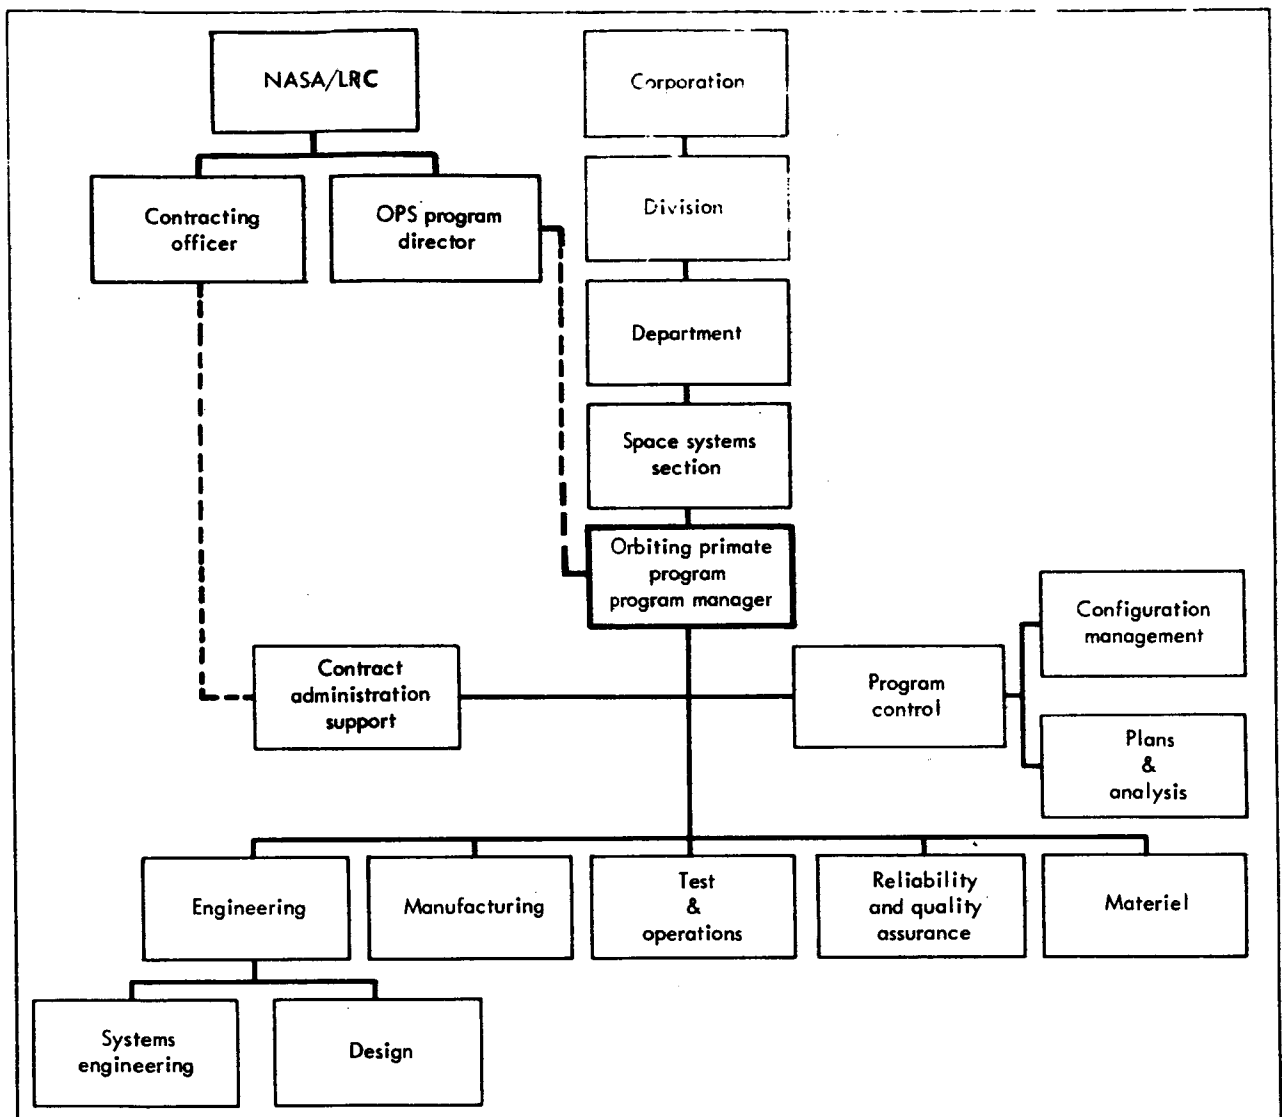 NASA/LRC
Corporation
Contracting
officer
OPS program
director
Division
Department
Space systems
section
Orbiting primate
program
program manager
Contract
administration
support
Program
control
Configuration
management
Plans
&
analysis
Engineering
Manufacturing
Test
&
operations
Reliability
and quality
assurance
Materiel
Systems
engineering
Design